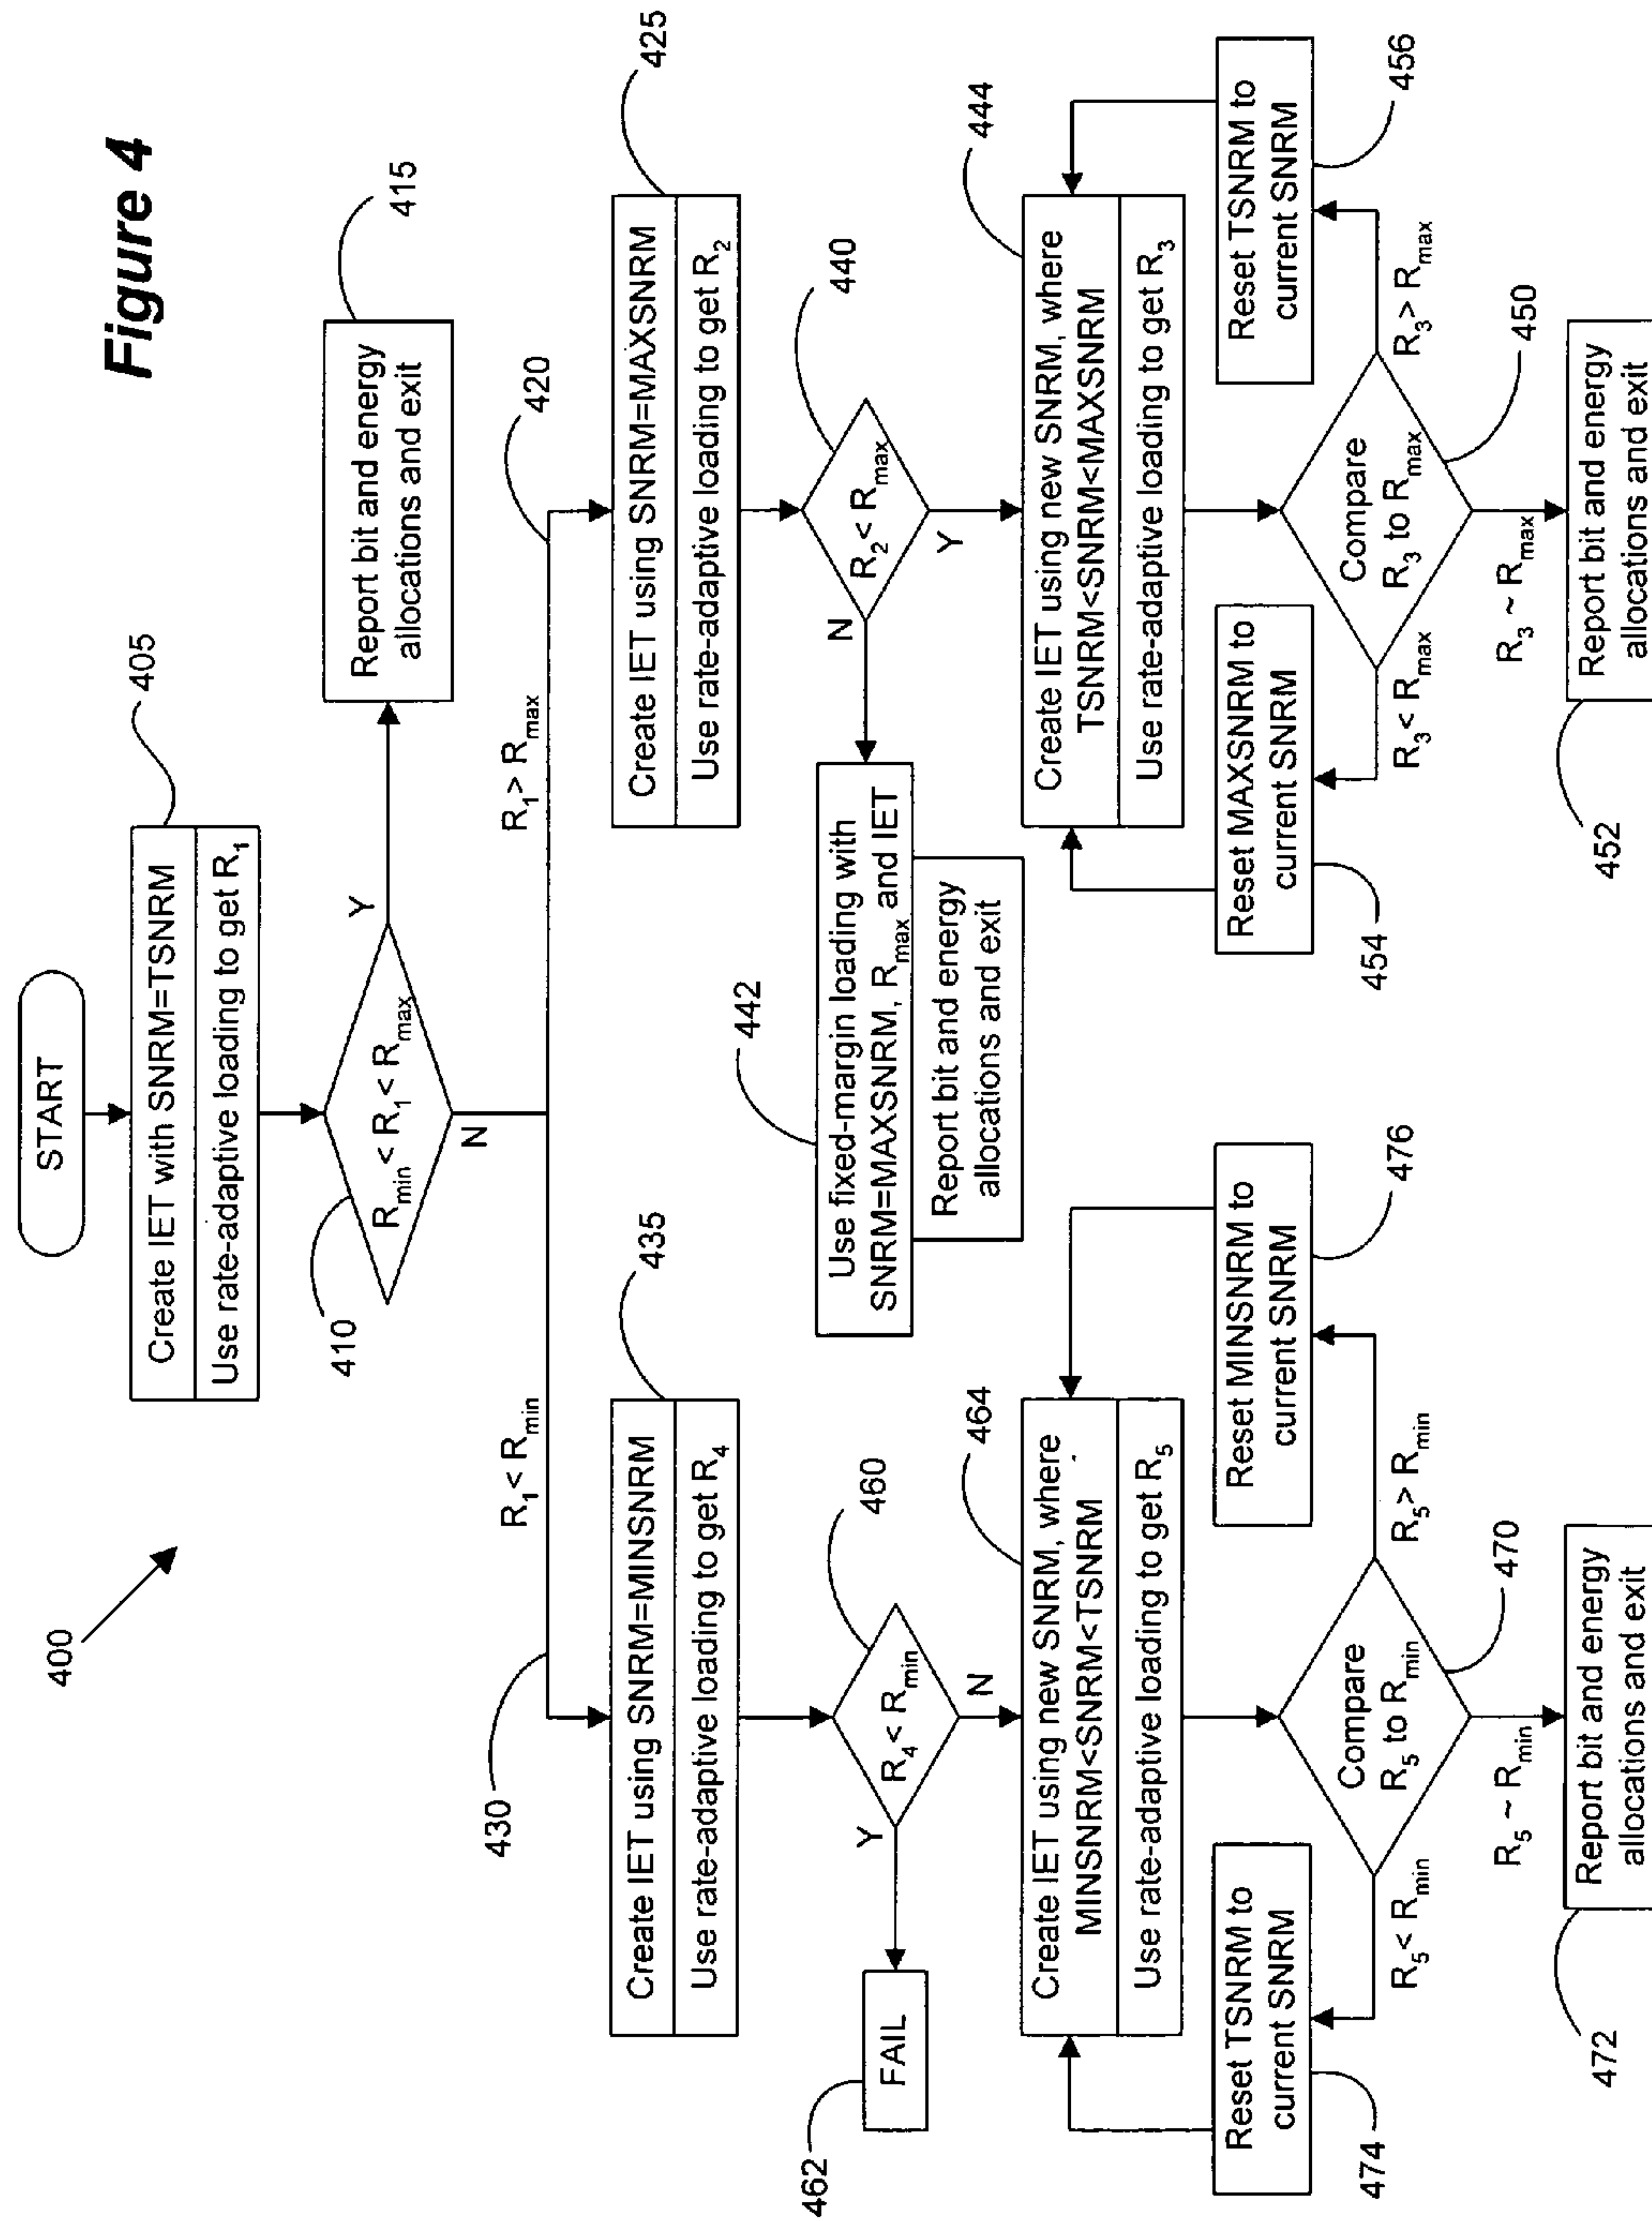 Figure 4
400
START
405
Create IET with SNRM=TSNRM
Use rate-adaptive loading to get R1
410
Rmin < R1 < Rmax
Y
N
415
Report bit and energy
allocations and exit
R1 < Rmin
R1 > Rmax
430
420
435
Create IET using SNRM=MINSNRM
Use rate-adaptive loading to get R4
425
Create IET using SNRM=MAXSNRM
Use rate-adaptive loading to get R2
460
R4 < Rmin
Y
N
462
FAIL
440
R2 < Rmax
N
Y
442
Use fixed-margin loading with
SNRM=MAXSNRM, Rmax and IET
Report bit and energy
allocations and exit
464
Create IET using new SNRM, where
MINSNRM<SNRM<TSNRM
Use rate-adaptive loading to get R5
444
Create IET using new SNRM, where
TSNRM<SNRM<MAXSNRM
Use rate-adaptive loading to get R3
Reset TSNRM to
current SNRM
474
Reset MINSNRM to
current SNRM
476
Reset MAXSNRM to
current SNRM
454
Reset TSNRM to
current SNRM
456
Compare
R5 to Rmin
470
R5 < Rmin
R5 > Rmin
R5 ~ Rmin
Compare
R3 to Rmax
450
R3 < Rmax
R3 > Rmax
R3 ~ Rmax
472
Report bit and energy
allocations and exit
452
Report bit and energy
allocations and exit